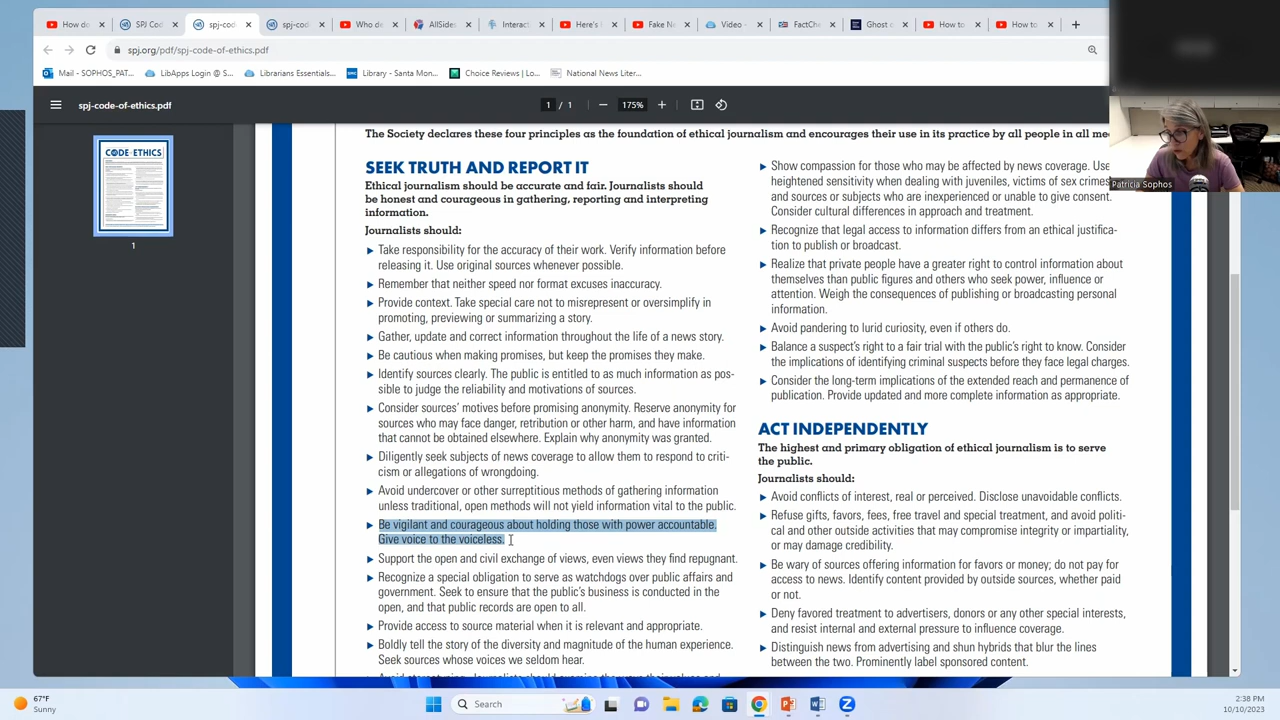 How do
SPJ Cod
spj-cod
spj-cod
Who de
AllSides
Interact
Here's t
Fake Ne
Video
FactChe
Ghost o
How to
How to
spj.org/pdf/spj-code-of-ethics.pdf
Mail - SOPHOS_PAT...
LibApps Login @ S...
Librarians Essentials...
SMC
Library - Santa Mon...
Choice Reviews | Lo...
National News Liter...
spj-code-of-ethics.pdf
1 / 1
175%
CODE of ETHICS
1
The Society declares these four principles as the foundation of ethical journalism and encourages their use in its practice by all people in all me
SEEK TRUTH AND REPORT IT
Ethical journalism should be accurate and fair. Journalists should
be honest and courageous in gathering, reporting and interpreting
information.
Journalists should:
Take responsibility for the accuracy of their work. Verify information before
releasing it. Use original sources whenever possible.
Remember that neither speed nor format excuses inaccuracy.
Provide context. Take special care not to misrepresent or oversimplify in
promoting, previewing or summarizing a story.
Gather, update and correct information throughout the life of a news story.
Be cautious when making promises, but keep the promises they make.
Identify sources clearly. The public is entitled to as much information as pos-
sible to judge the reliability and motivations of sources.
Consider sources' motives before promising anonymity. Reserve anonymity for
sources who may face danger, retribution or other harm, and have information
that cannot be obtained elsewhere. Explain why anonymity was granted.
Diligently seek subjects of news coverage to allow them to respond to criti-
cism or allegations of wrongdoing.
Avoid undercover or other surreptitious methods of gathering information
unless traditional, open methods will not yield information vital to the public.
Be vigilant and courageous about holding those with power accountable.
Give voice to the voiceless.
Support the open and civil exchange of views, even views they find repugnant.
Recognize a special obligation to serve as watchdogs over public affairs and
government. Seek to ensure that the public's business is conducted in the
open, and that public records are open to all.
Provide access to source material when it is relevant and appropriate.
Boldly tell the story of the diversity and magnitude of the human experience.
Seek sources whose voices we seldom hear.
Show compassion for those who may be affected by news coverage. Use
heightened sensitivity when dealing with juveniles, victims of sex crimes
and sources or subjects who are inexperienced or unable to give consent.
Consider cultural differences in approach and treatment.
Recognize that legal access to information differs from an ethical justifica-
tion to publish or broadcast.
Realize that private people have a greater right to control information about
themselves than public figures and others who seek power, influence or
attention. Weigh the consequences of publishing or broadcasting personal
information.
Avoid pandering to lurid curiosity, even if others do.
Balance a suspect's right to a fair trial with the public's right to know. Consider
the implications of identifying criminal suspects before they face legal charges.
Consider the long-term implications of the extended reach and permanence of
publication. Provide updated and more complete information as appropriate.
ACT INDEPENDENTLY
The highest and primary obligation of ethical journalism is to serve
the public.
Journalists should:
Avoid conflicts of interest, real or perceived. Disclose unavoidable conflicts.
Refuse gifts, favors, fees, free travel and special treatment, and avoid politi-
cal and other outside activities that may compromise integrity or impartiality,
or may damage credibility.
Be wary of sources offering information for favors or money; do not pay for
access to news. Identify content provided by outside sources, whether paid
or not.
Deny favored treatment to advertisers, donors or any other special interests,
and resist internal and external pressure to influence coverage.
Distinguish news from advertising and shun hybrids that blur the lines
between the two. Prominently label sponsored content.
Patricia Sophos
67°F
Sunny
Search
2:38 PM
10/10/2023